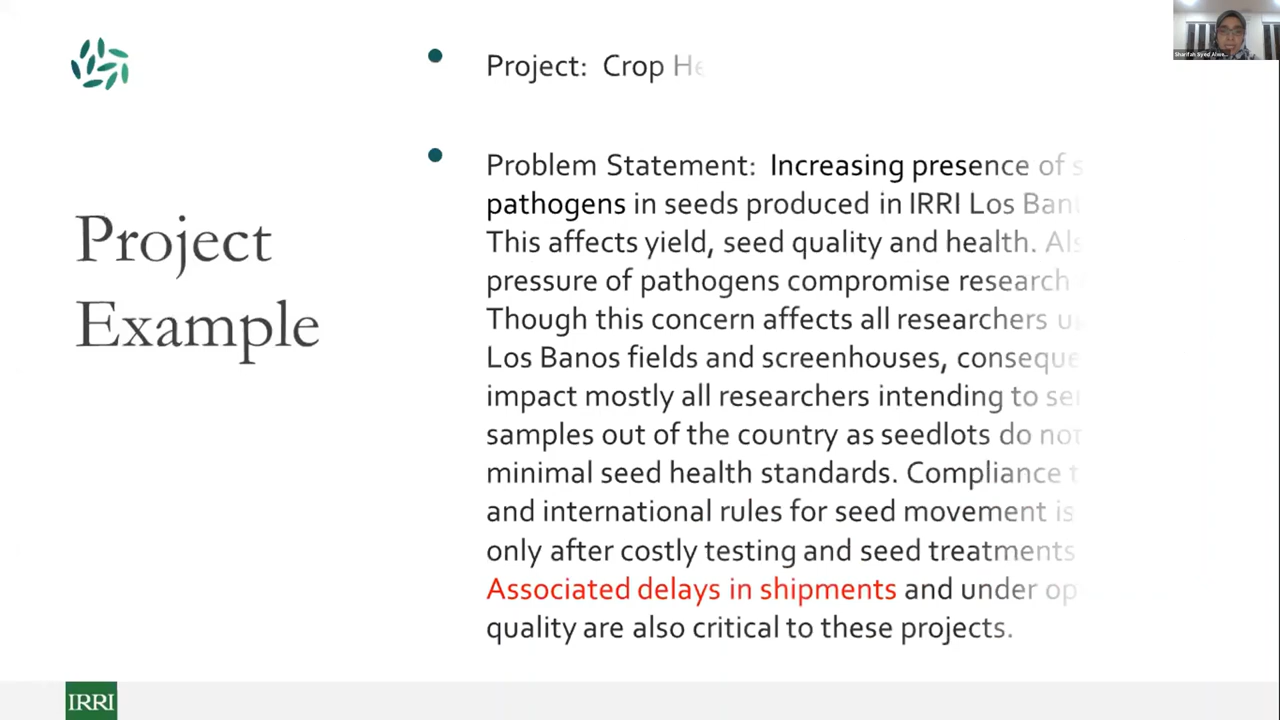 Project: Crop
Project
Example
Problem Statement: Increasing presence of
pathogens in seeds produced in IRRI Los
This affects yield, seed quality and health.
pressure of pathogens compromise research
Though this concern affects all researchers
Los Banos fields and screenhouses,
impact mostly all researchers intending to
samples out of the country as seedlots do not
minimal seed health standards. Compliance
and international rules for seed movement is
only after costly testing and seed treatments
Associated delays in shipments and under
quality are also critical to these projects.
IRRI
Sharifah Syed